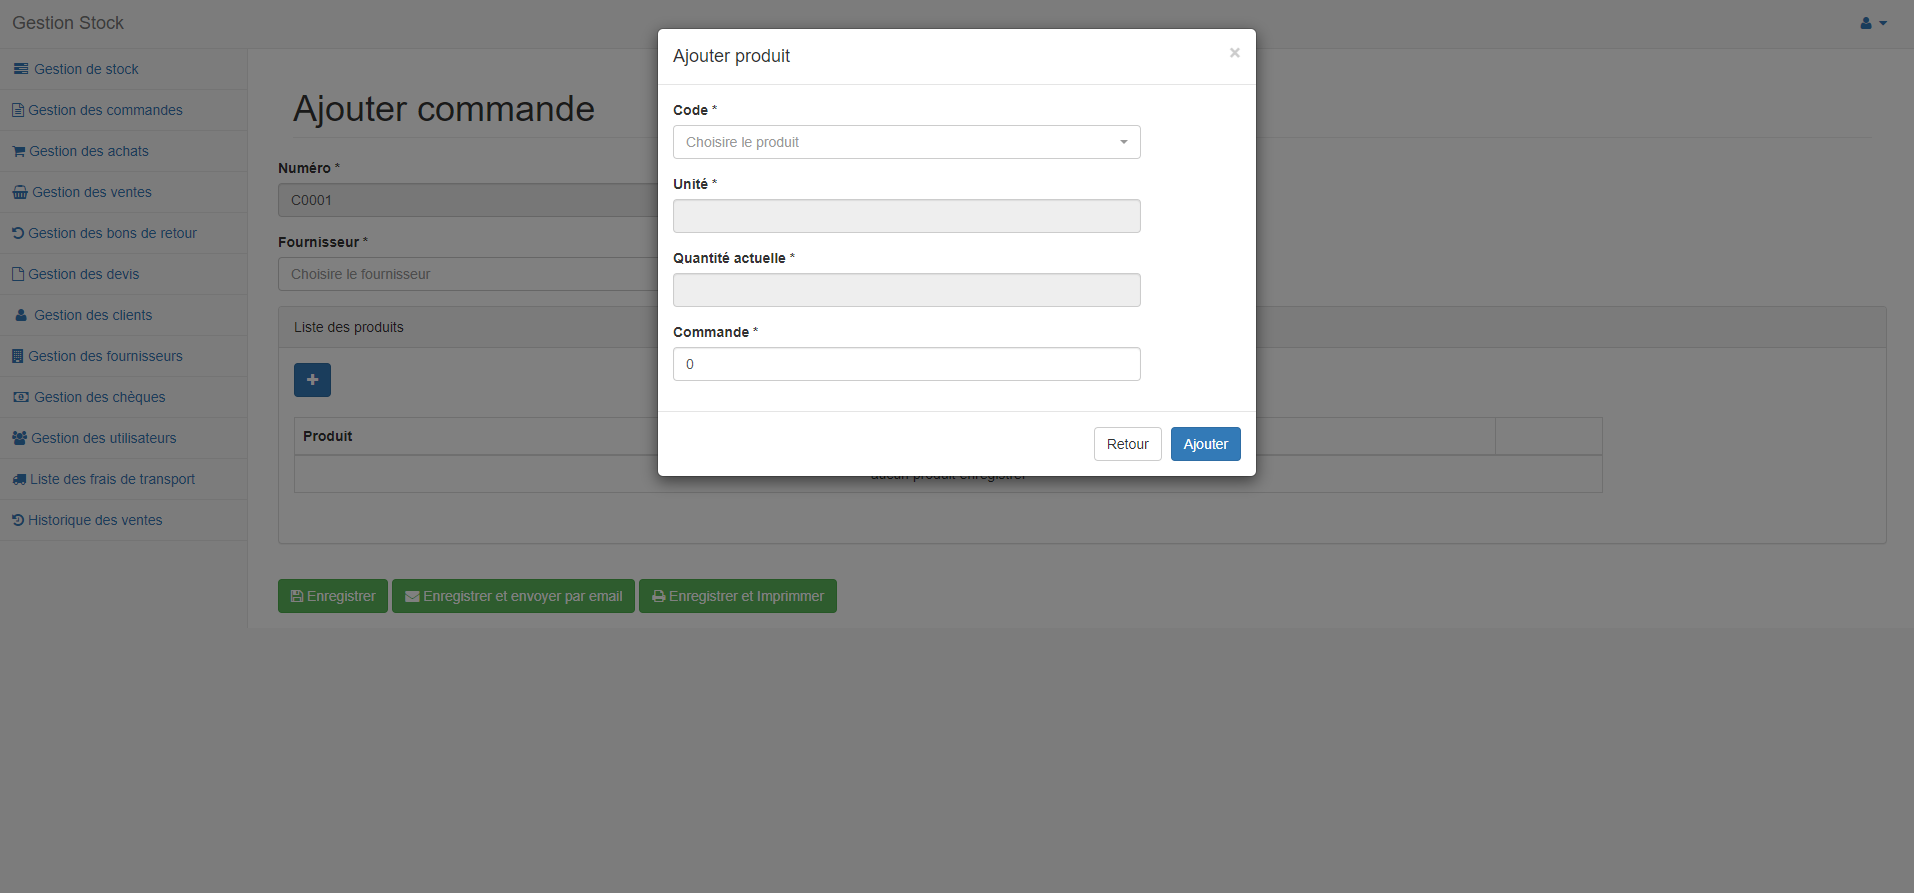 Gestion Stock
Gestion de stock
Gestion des commandes
Gestion des achats
Gestion des ventes
Gestion des bons de retour
Gestion des devis
Gestion des clients
Gestion des fournisseurs
Gestion des chèques
Gestion des utilisateurs
Liste des frais de transport
Historique des ventes
Ajouter commande
Numéro *
C0001
Fournisseur *
Choisire le fournisseur
Liste des produits
Produit
aucun produit enregistrer
Enregistrer
Enregistrer et envoyer par email
Enregistrer et Imprimmer
Ajouter produit
×
Code *
Choisire le produit
Unité *
Quantité actuelle *
Commande *
0
Retour
Ajouter